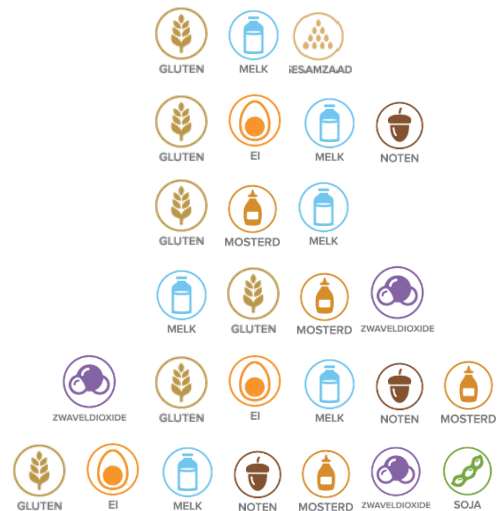 GLUTEN MELK SESAMZAAD
GLUTEN EI MELK NOTEN
GLUTEN MOSTERD MELK
MELK GLUTEN MOSTERD ZWAVELDIOXIDE
ZWAVELDIOXIDE GLUTEN EI MELK NOTEN MOSTERD
GLUTEN EI MELK NOTEN MOSTERD ZWAVELDIOXIDE SOJA